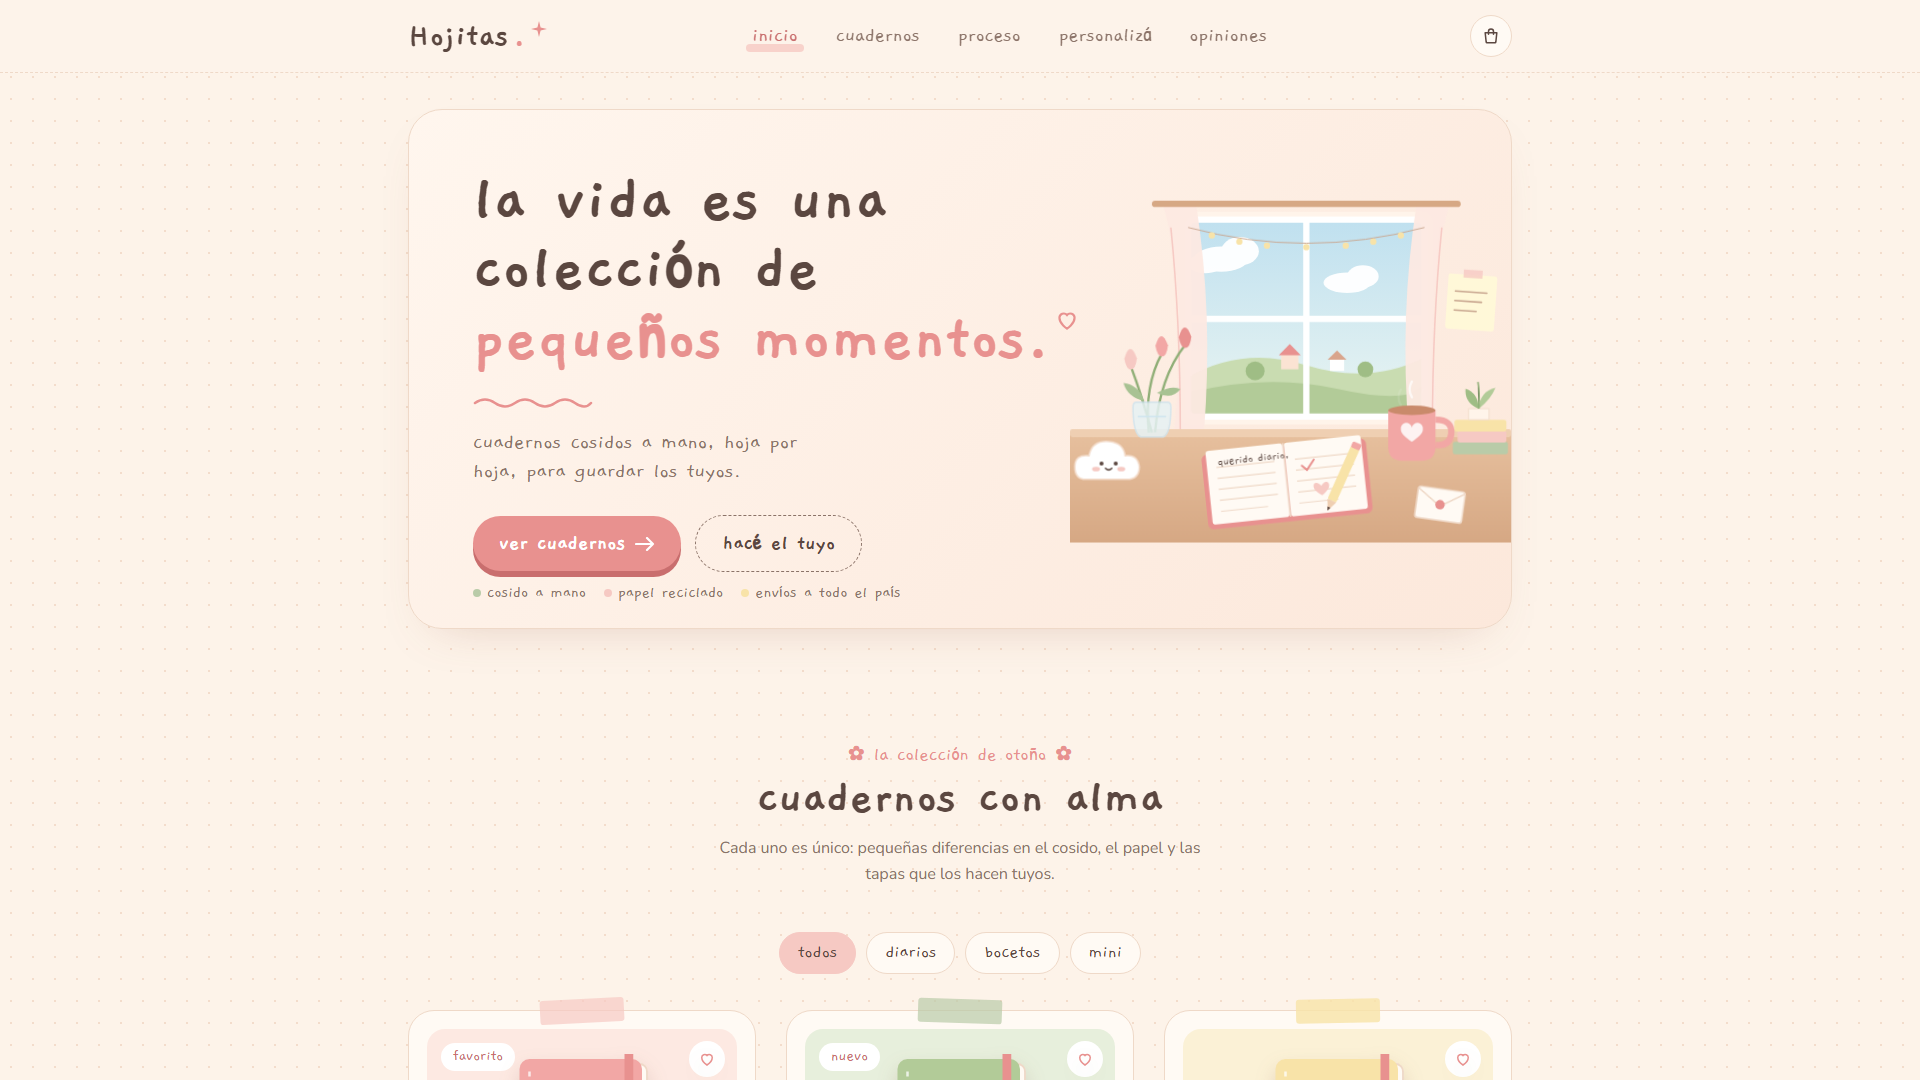 Hojitas.
inicio
cuadernos
proceso
personalizá
opiniones
la vida es una
colección de
pequeños momentos.
cuadernos cosidos a mano, hoja por
hoja, para guardar los tuyos.
ver cuadernos
hacé el tuyo
cosido a mano
papel reciclado
envíos a todo el país
querido diario,
la colección de otoño
cuadernos con alma
Cada uno es único: pequeñas diferencias en el cosido, el papel y las
tapas que los hacen tuyos.
todos
diarios
bocetos
mini
favorito
nuevo